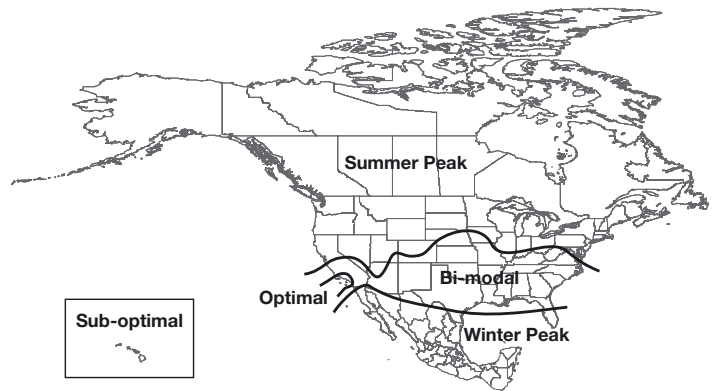 Summer Peak
Bi-modal
Optimal
Sub-optimal
Winter Peak